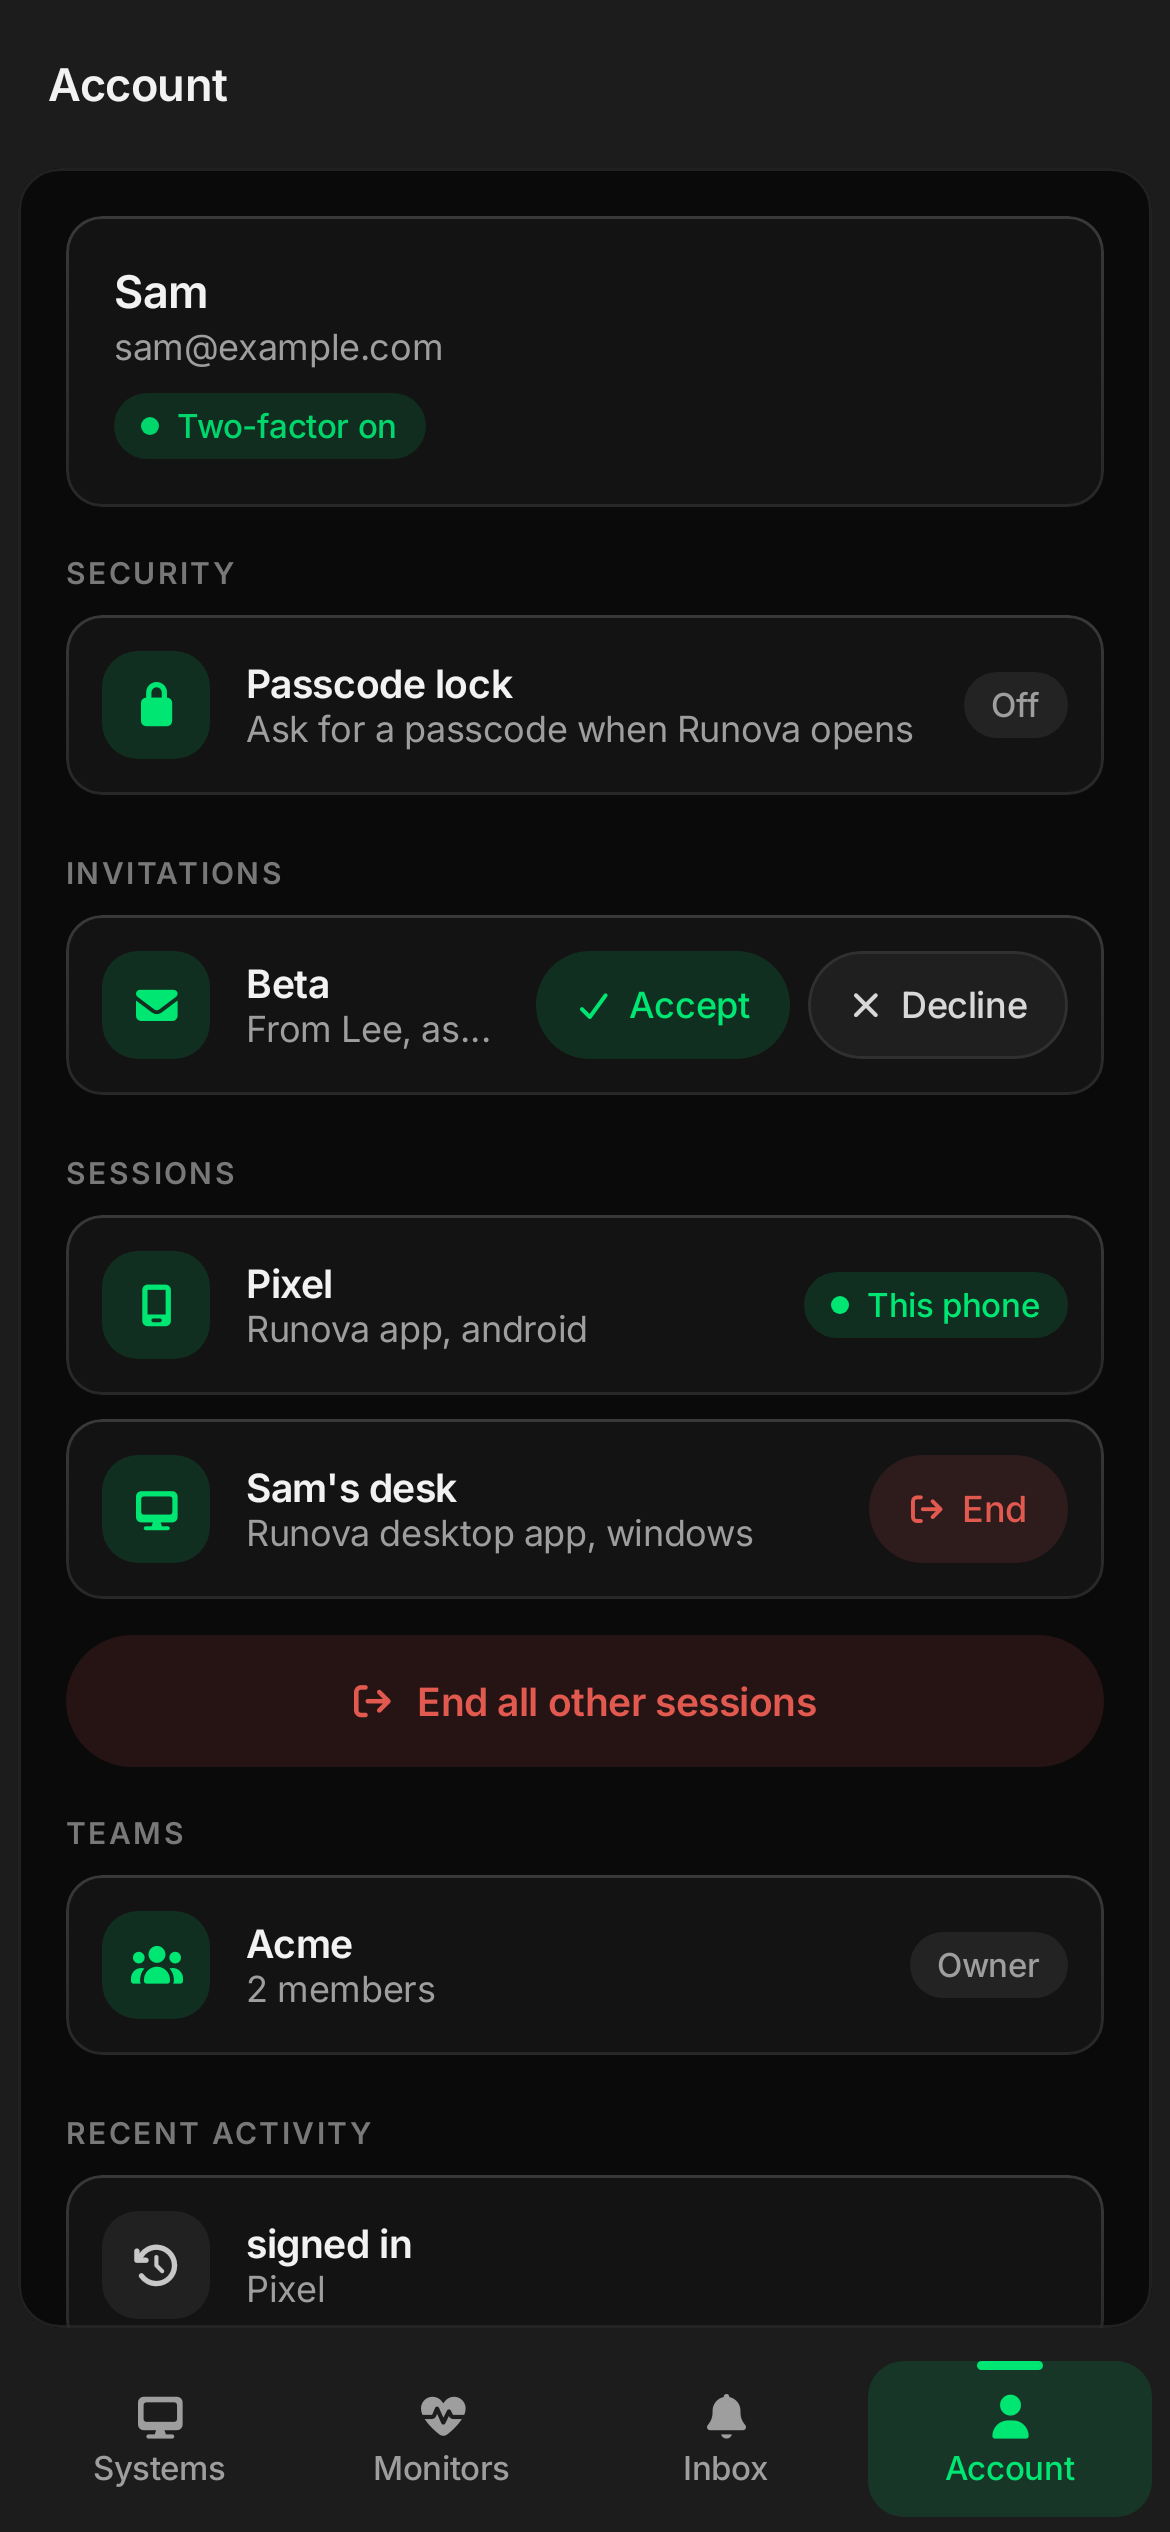 Account
Sam
sam@example.com
Two-factor on
SECURITY
Passcode lock
Ask for a passcode when Runova opens
Off
INVITATIONS
Beta
From Lee, as...
Accept
Decline
SESSIONS
Pixel
Runova app, android
This phone
Sam's desk
Runova desktop app, windows
End
End all other sessions
TEAMS
Acme
2 members
Owner
RECENT ACTIVITY
signed in
Pixel
Systems
Monitors
Inbox
Account